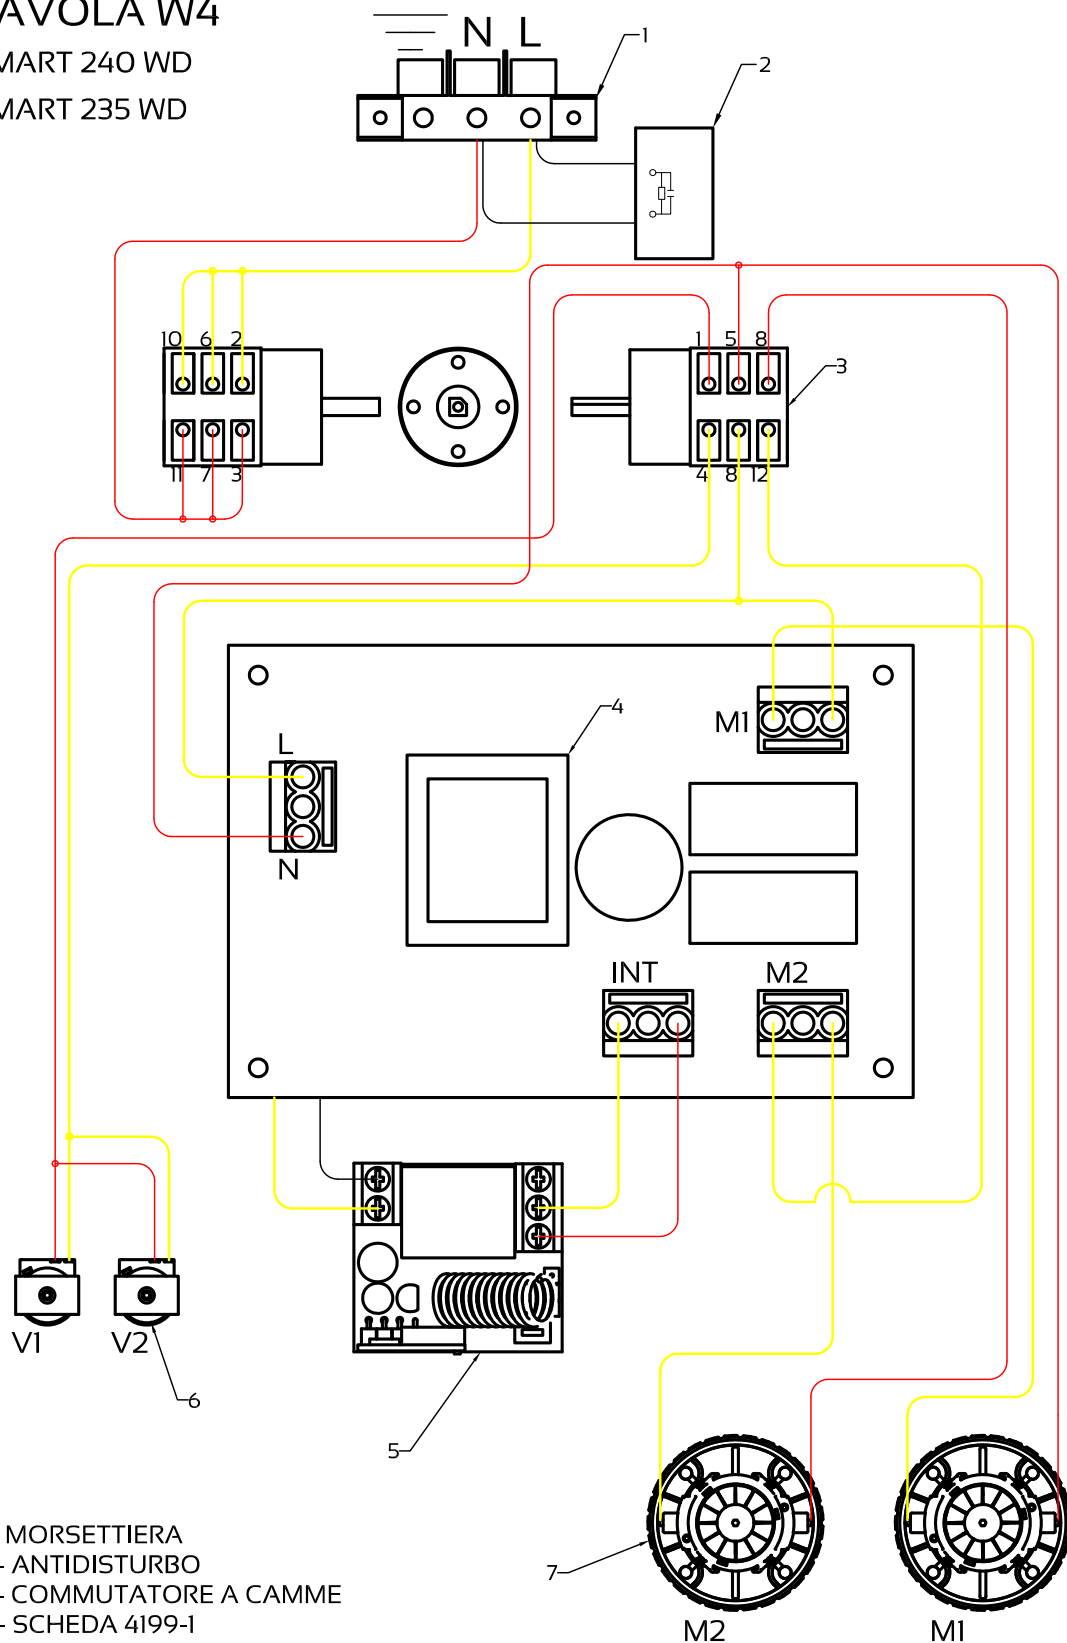 AVOLA W4
MART 240 WD
MART 235 WD
N L
1
2
10 6 2
1 5 8
3
11 7 3
4 8 12
4
M1
L
N
INT
M2
V1
V2
6
5
7
MORSETTIERA
- ANTIDISTURBO
- COMMUTATORE A CAMME
- SCHEDA 4199-1
M2
M1